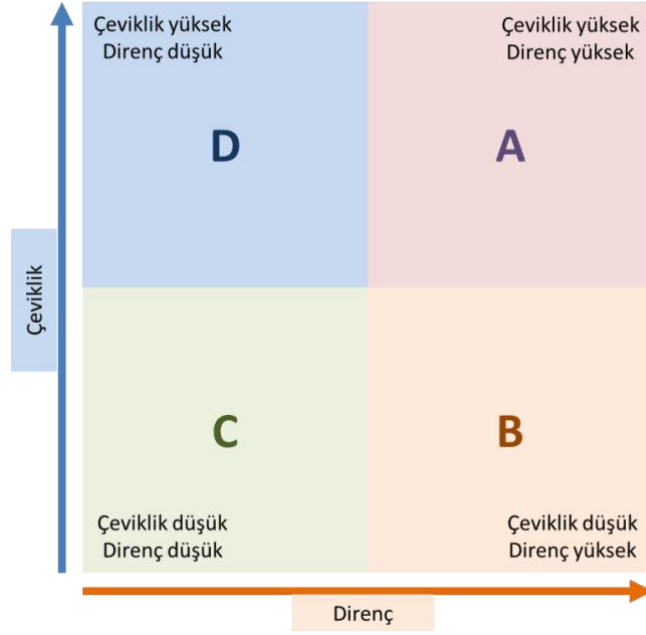 Çeviklik yüksek
Direnç düşük
Çeviklik yüksek
Direnç yüksek
D
A
Çeviklik
C
B
Çeviklik düşük
Direnç düşük
Çeviklik düşük
Direnç yüksek
Direnç